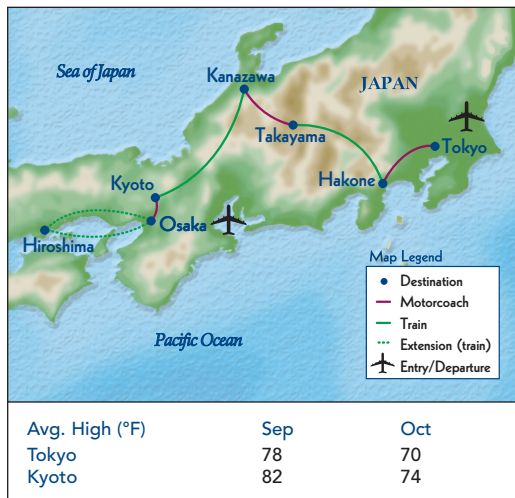 Sea of Japan
Kanazawa
JAPAN
Takayama
Tokyo
Hakone
Kyoto
Osaka
Hiroshima
Pacific Ocean
Map Legend
Destination
Motorcoach
Train
Extension (train)
Entry/Departure
Avg. High (°F) Sep Oct
Tokyo 78 70
Kyoto 82 74